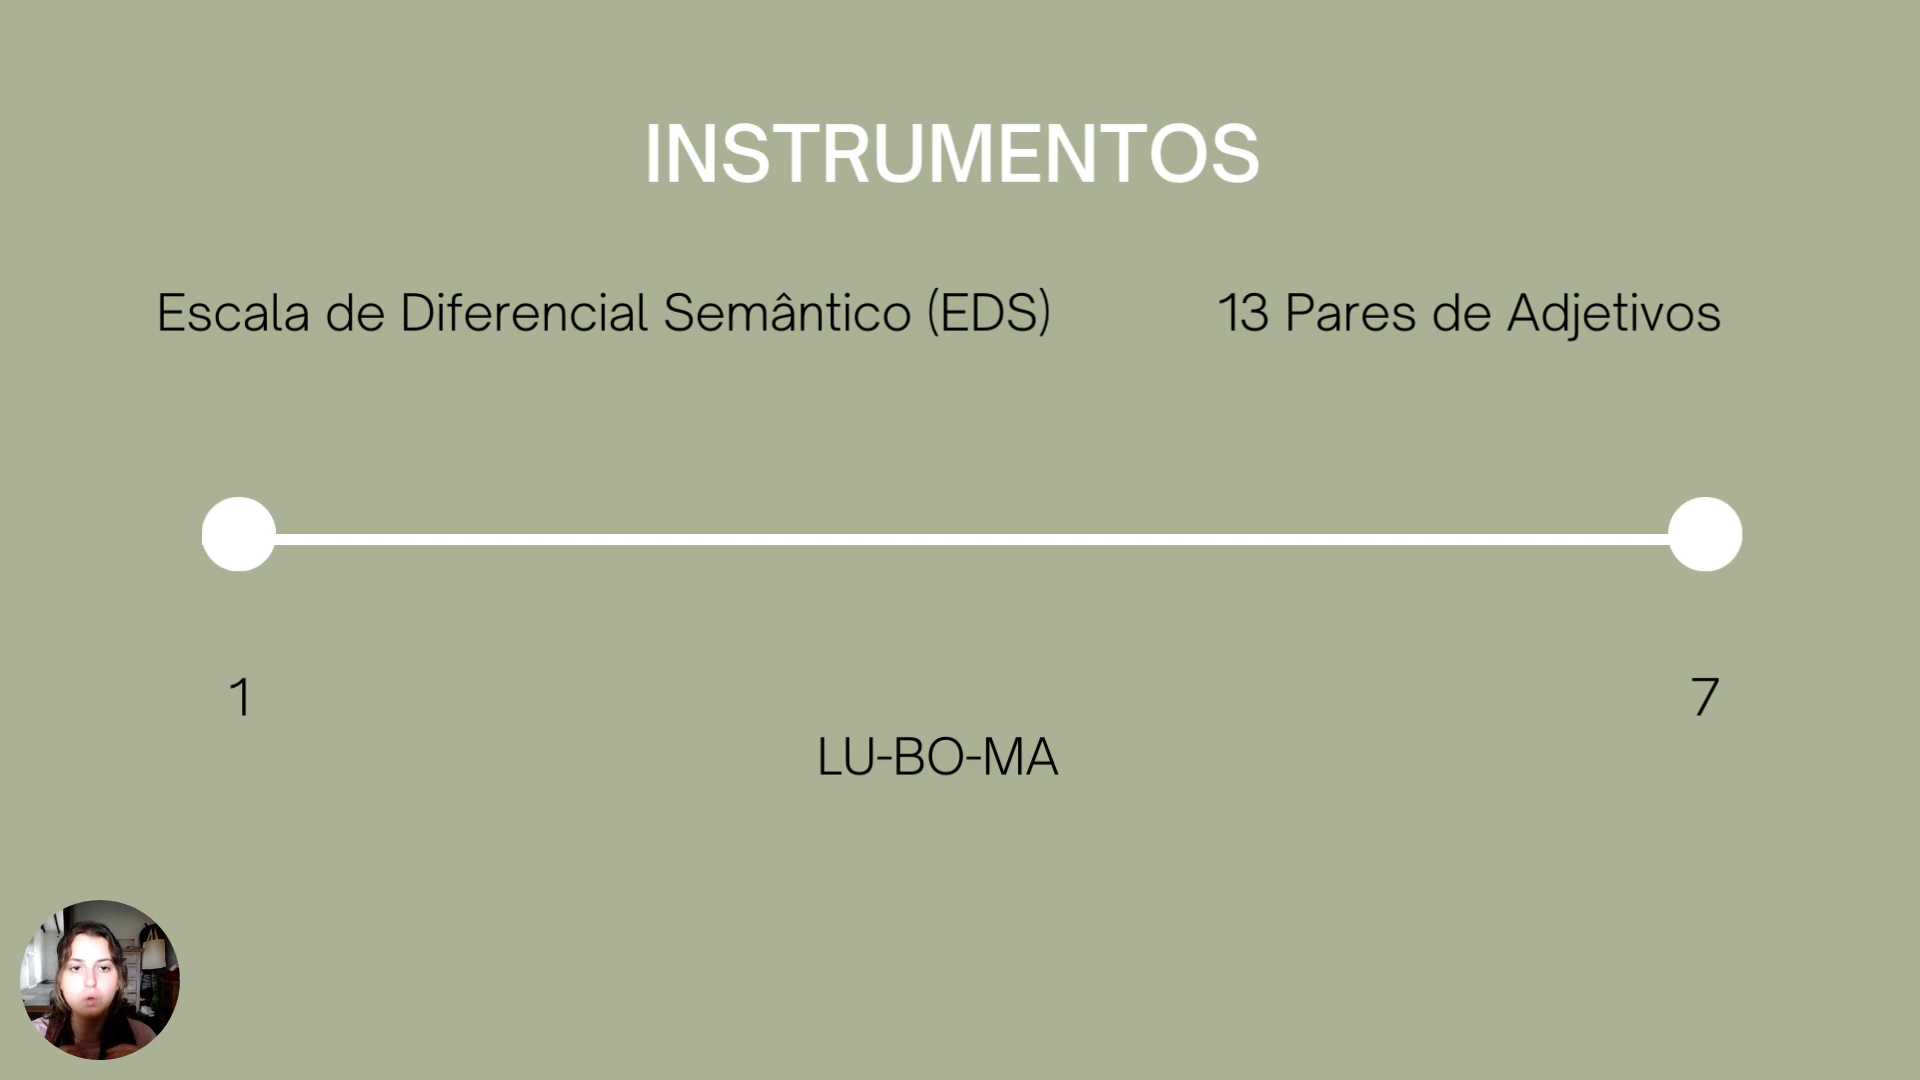 INSTRUMENTOS
Escala de Diferencial Semântico (EDS)
13 Pares de Adjetivos
1
7
LU-BO-MA